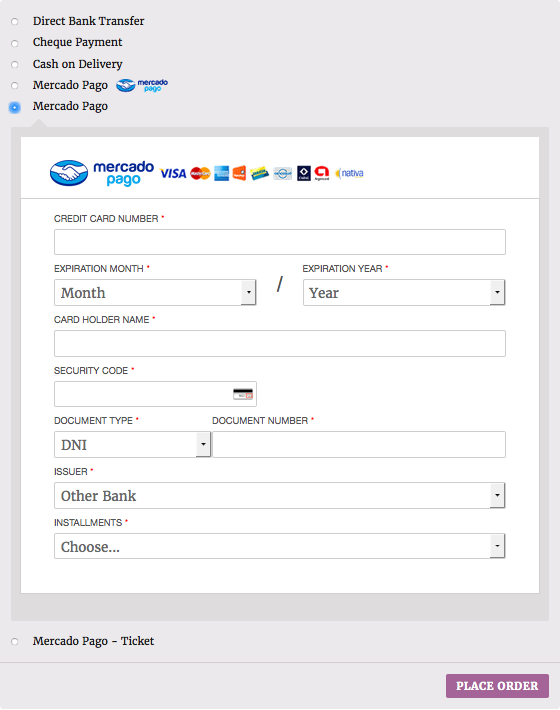 Direct Bank Transfer
Cheque Payment
Cash on Delivery
Mercado Pago mercado pago
Mercado Pago
mercado pago VISA nativa
CREDIT CARD NUMBER *
EXPIRATION MONTH * EXPIRATION YEAR *
Month / Year
CARD HOLDER NAME *
SECURITY CODE *
DOCUMENT TYPE * DOCUMENT NUMBER *
DNI
ISSUER *
Other Bank
INSTALLMENTS *
Choose...
Mercado Pago - Ticket
PLACE ORDER